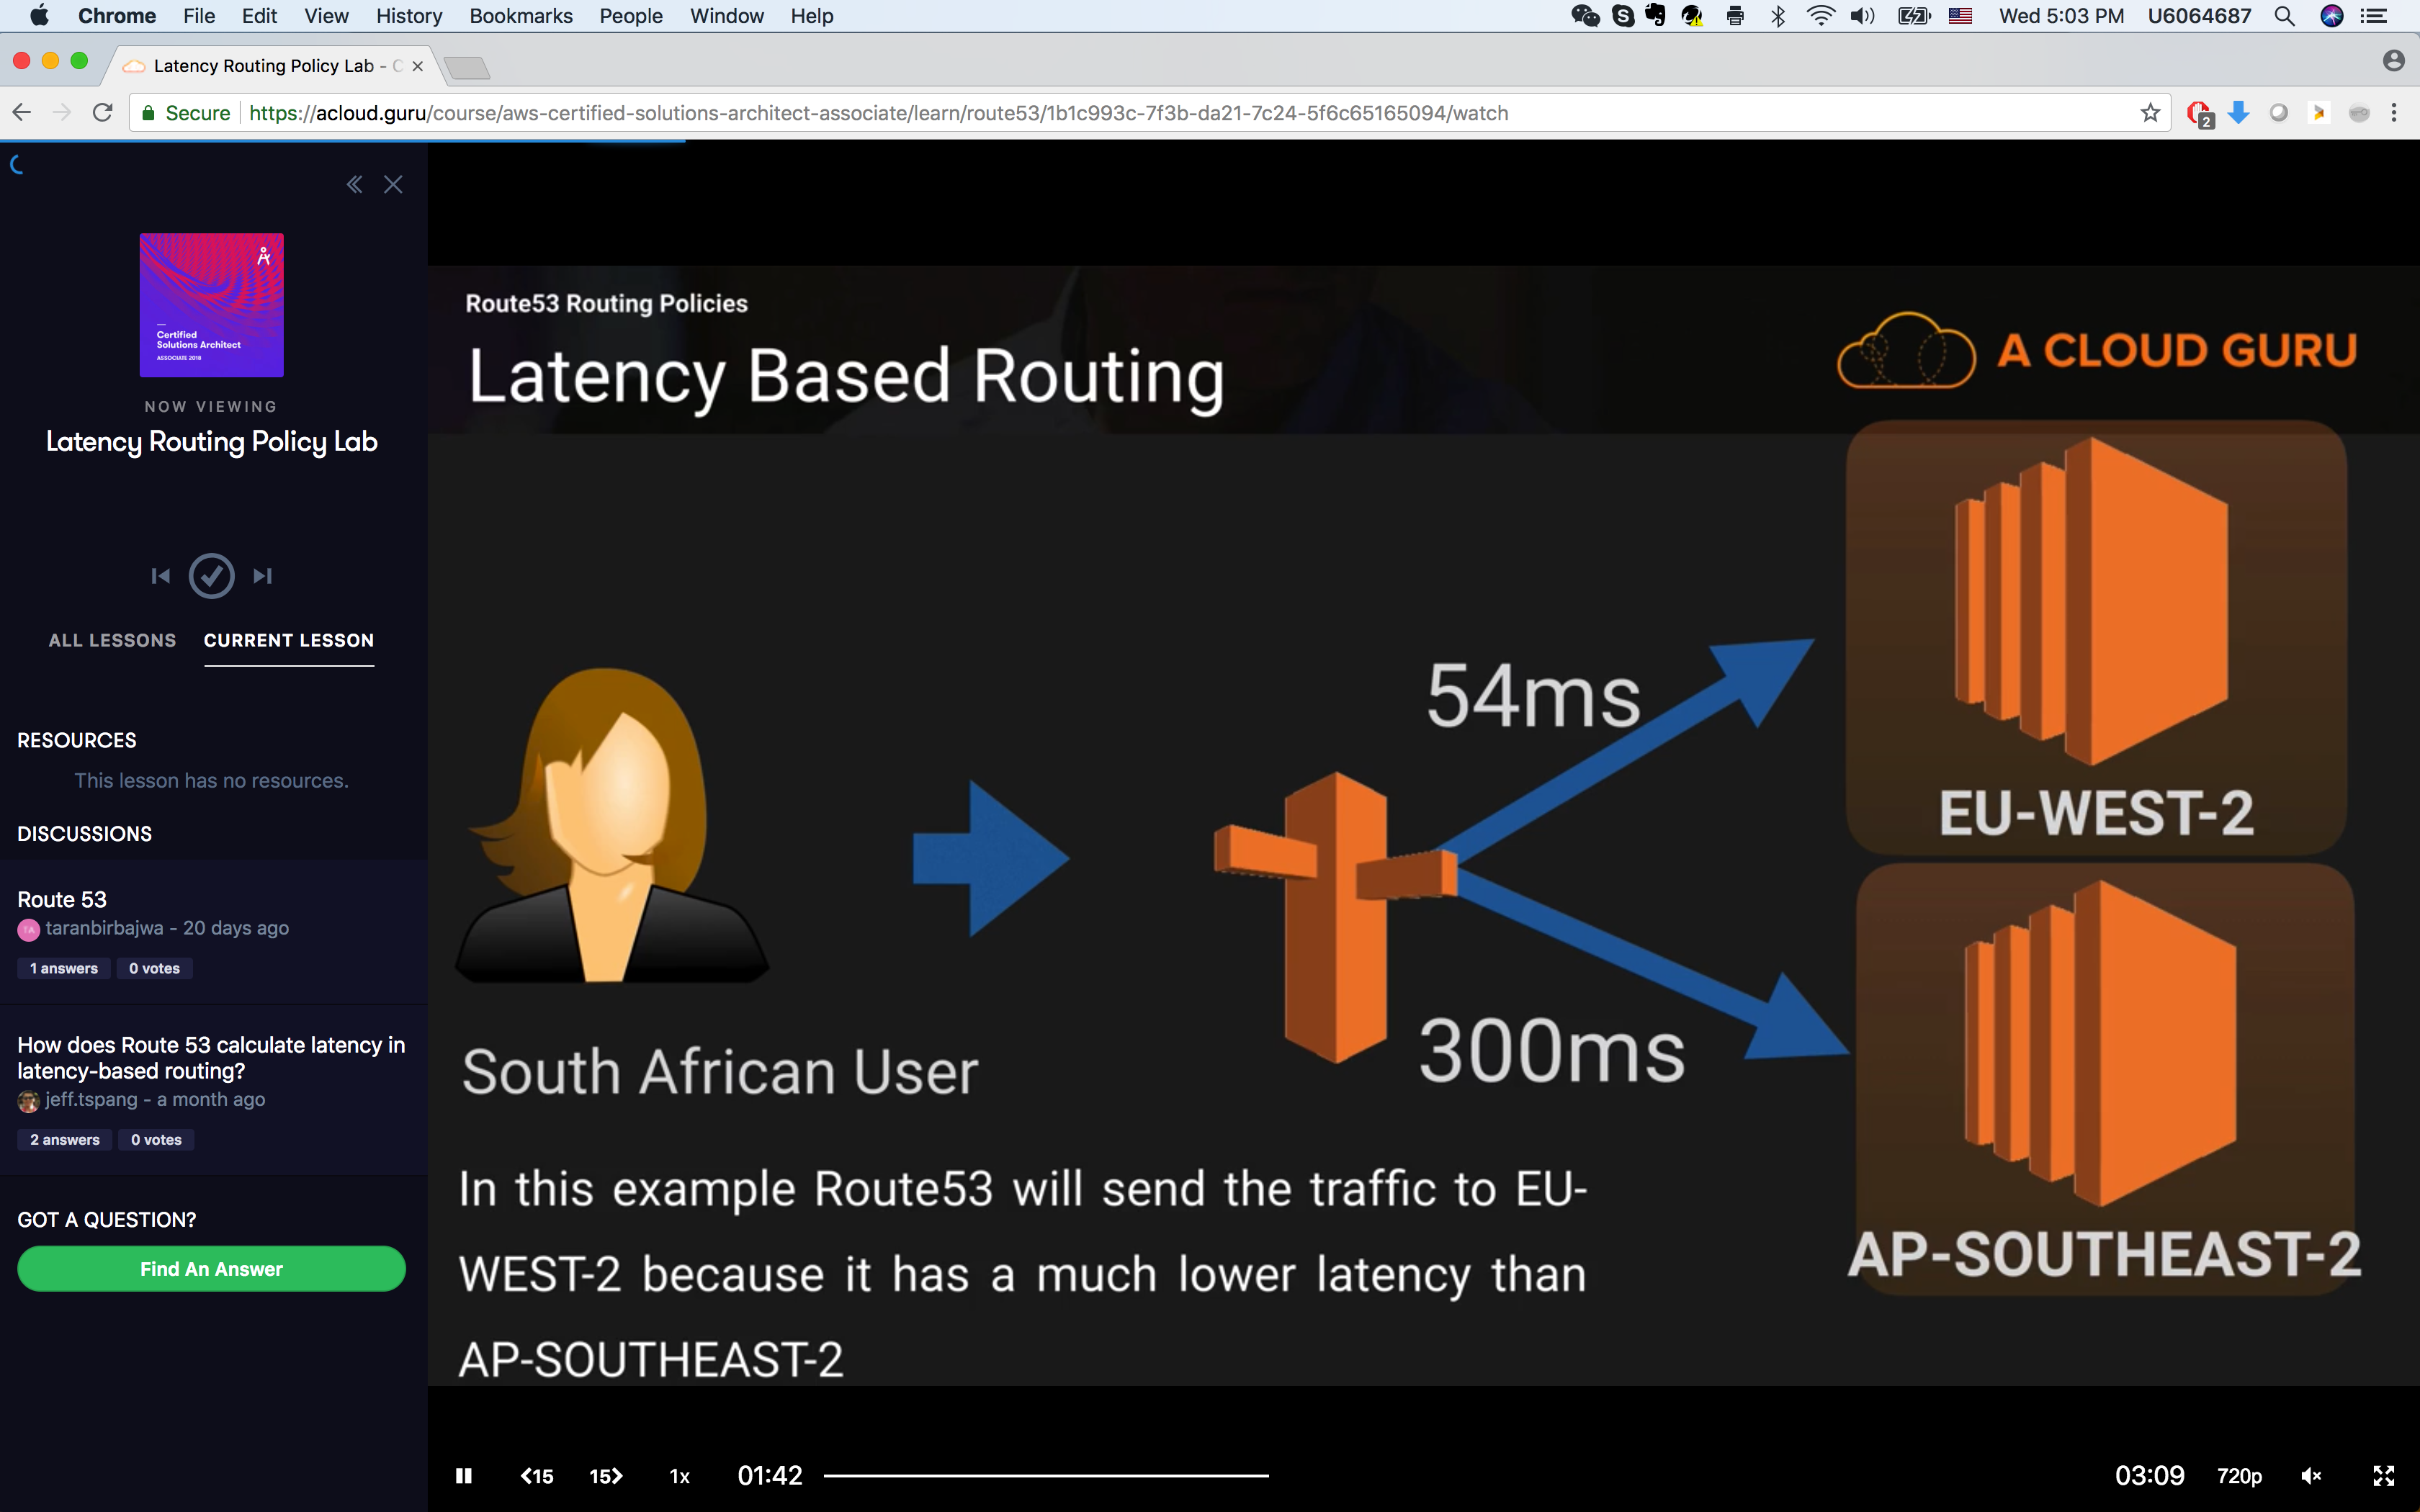 Chrome File Edit View History Bookmarks People Window Help Wed 5:03 PM U6064687
Latency Routing Policy Lab -
Secure https://acloud.guru/course/aws-certified-solutions-architect-associate/learn/route53/1b1c993c-7f3b-da21-7c24-5f6c65165094/watch
2
Certified
Solutions Architect
ASSOCIATE 2018
NOW VIEWING
Latency Routing Policy Lab
ALL LESSONS CURRENT LESSON
RESOURCES
This lesson has no resources.
DISCUSSIONS
Route 53
TA taranbirbajwa - 20 days ago
1 answers 0 votes
How does Route 53 calculate latency in
latency-based routing?
jeff.tspang - a month ago
2 answers 0 votes
GOT A QUESTION?
Find An Answer
Route53 Routing Policies
Latency Based Routing
A CLOUD GURU
54ms
EU-WEST-2
300ms
South African User
AP-SOUTHEAST-2
In this example Route53 will send the traffic to EU-
WEST-2 because it has a much lower latency than
AP-SOUTHEAST-2
<15 15> 1x 01:42 03:09 720p